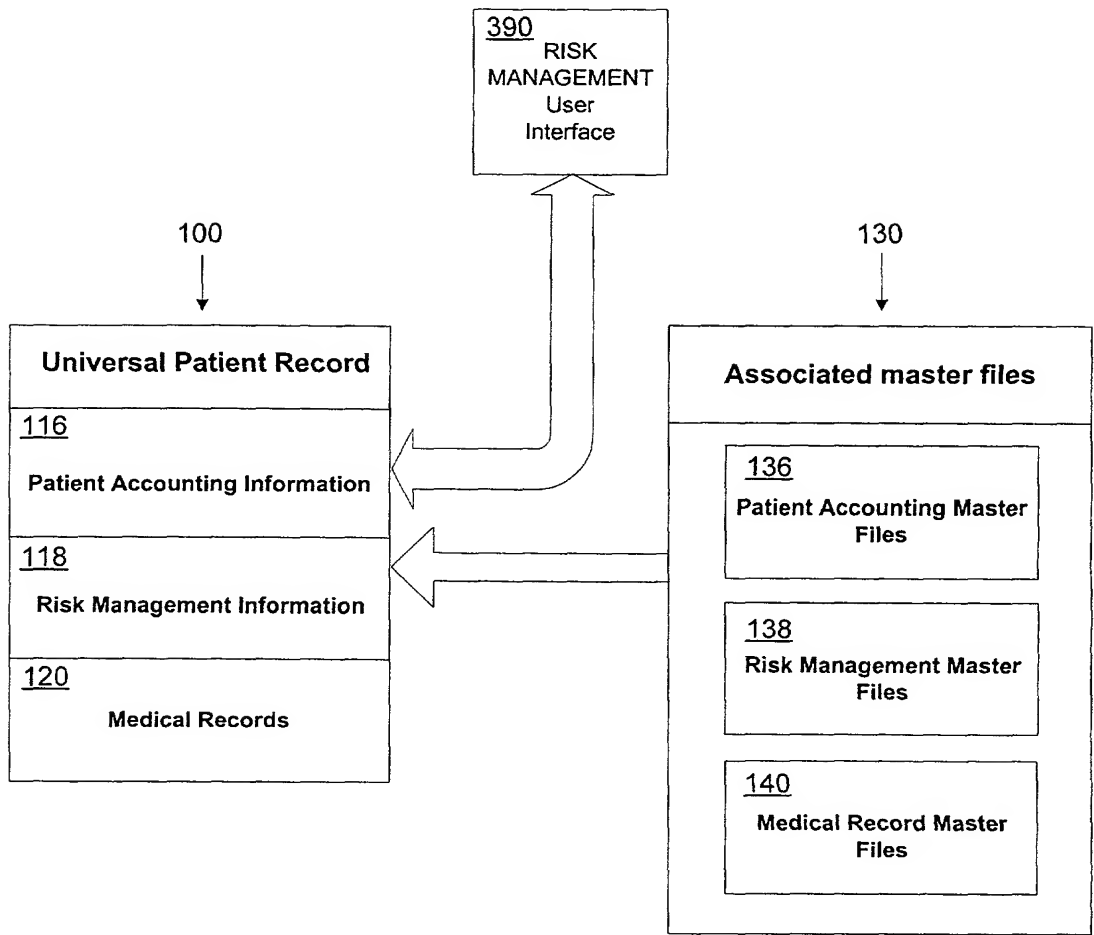 390
RISK
MANAGEMENT
User
Interface
100
130
Universal Patient Record
116
Patient Accounting Information
118
Risk Management Information
120
Medical Records
Associated master files
136
Patient Accounting Master
Files
138
Risk Management Master
Files
140
Medical Record Master
Files